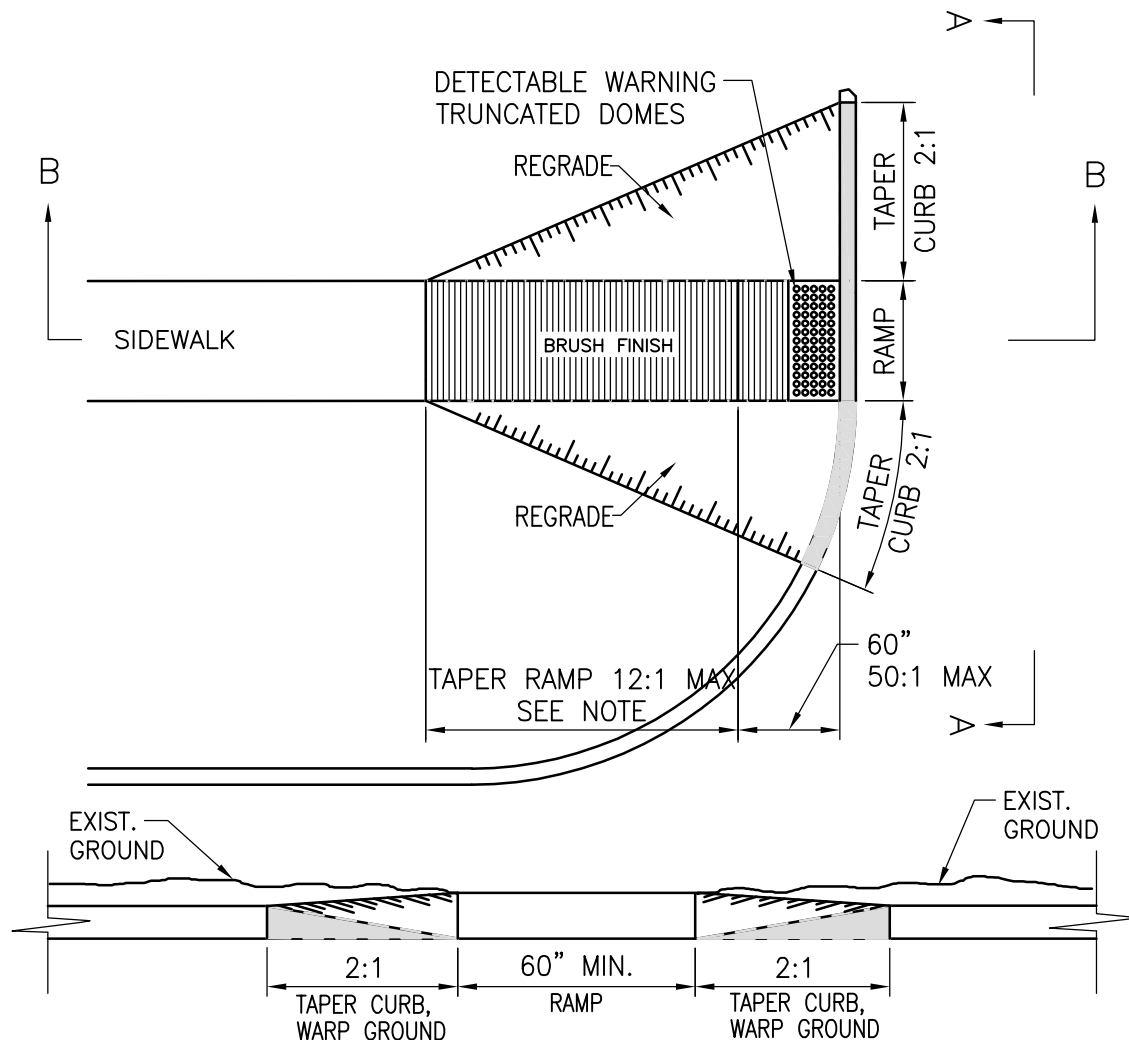 A
DETECTABLE WARNING
TRUNCATED DOMES
REGRADE
TAPER
CURB 2:1
B
B
SIDEWALK
BRUSH FINISH
RAMP
TAPER
CURB 2:1
REGRADE
60"
50:1 MAX
TAPER RAMP 12:1 MAX
SEE NOTE
A
EXIST.
GROUND
EXIST.
GROUND
2:1
TAPER CURB,
WARP GROUND
60" MIN.
RAMP
2:1
TAPER CURB,
WARP GROUND